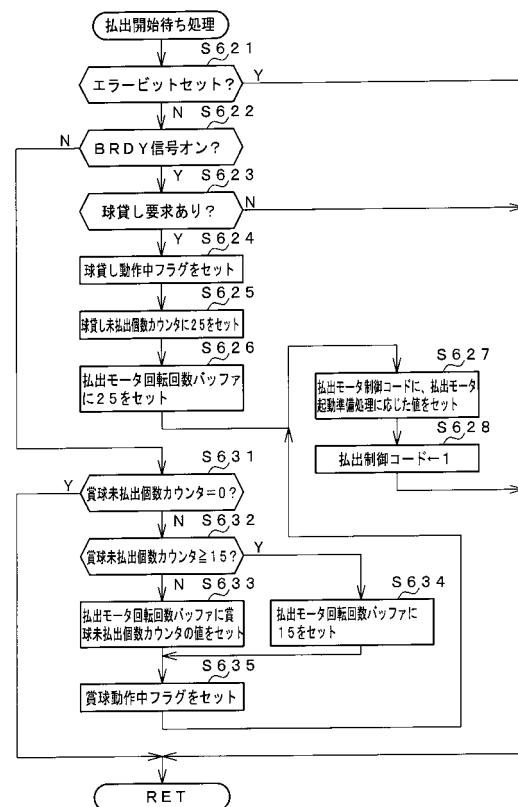 払出開始待ち処理
S621
エラービットセット？
Y
N
S622
BRDY信号オン？
N
Y
S623
球貸し要求あり？
N
Y
S624
球貸し動作中フラグをセット
S625
球貸し未払出個数カウンタに25をセット
S626
払出モータ回転回数バッファ
に25をセット
S627
払出モータ制御コードに、払出モータ
起動準備処理に応じた値をセット
S628
払出制御コード←1
S631
賞球未払出個数カウンタ=0？
Y
N
S632
賞球未払出個数カウンタ≧15？
Y
N
S633
払出モータ回転回数バッファに賞
球未払出個数カウンタの値をセット
S634
払出モータ回転回数バッファに
15をセット
S635
賞球動作中フラグをセット
RET